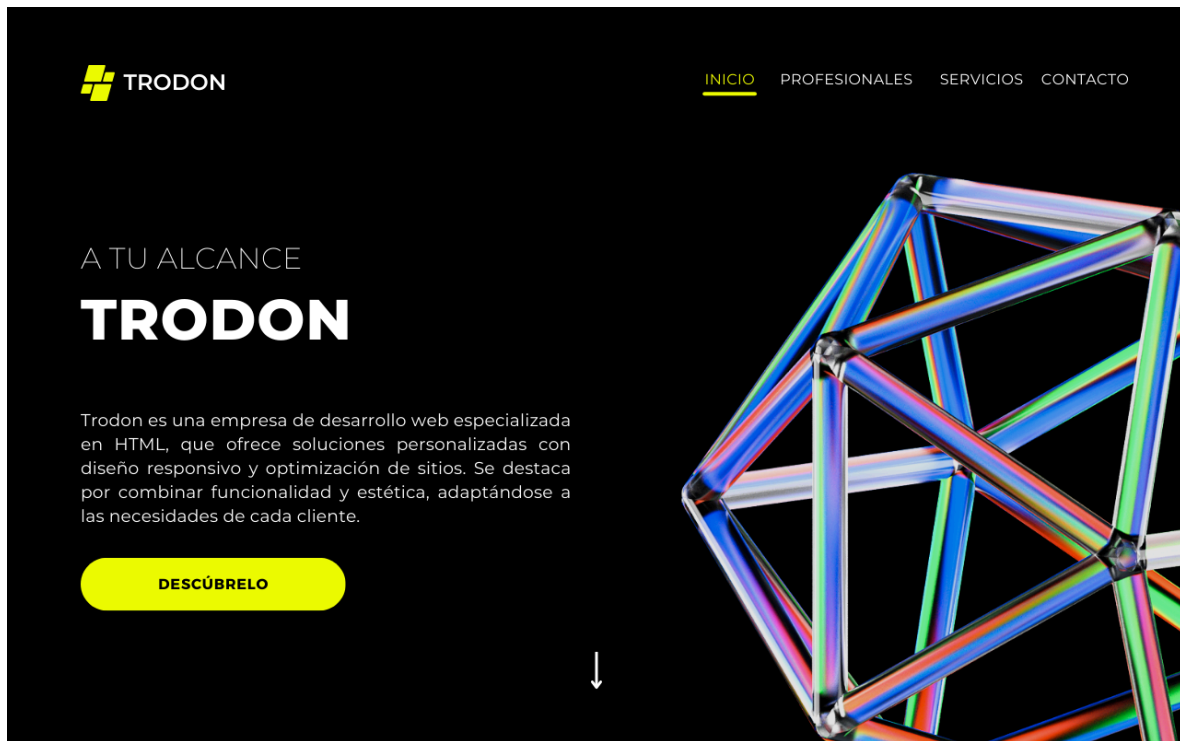 TRODON
INICIO PROFESIONALES SERVICIOS CONTACTO
A TU ALCANCE
TRODON
Trodon es una empresa de desarrollo web especializada
en HTML, que ofrece soluciones personalizadas con
diseño responsivo y optimización de sitios. Se destaca
por combinar funcionalidad y estética, adaptándose a
las necesidades de cada cliente.
DESCÚBRELO